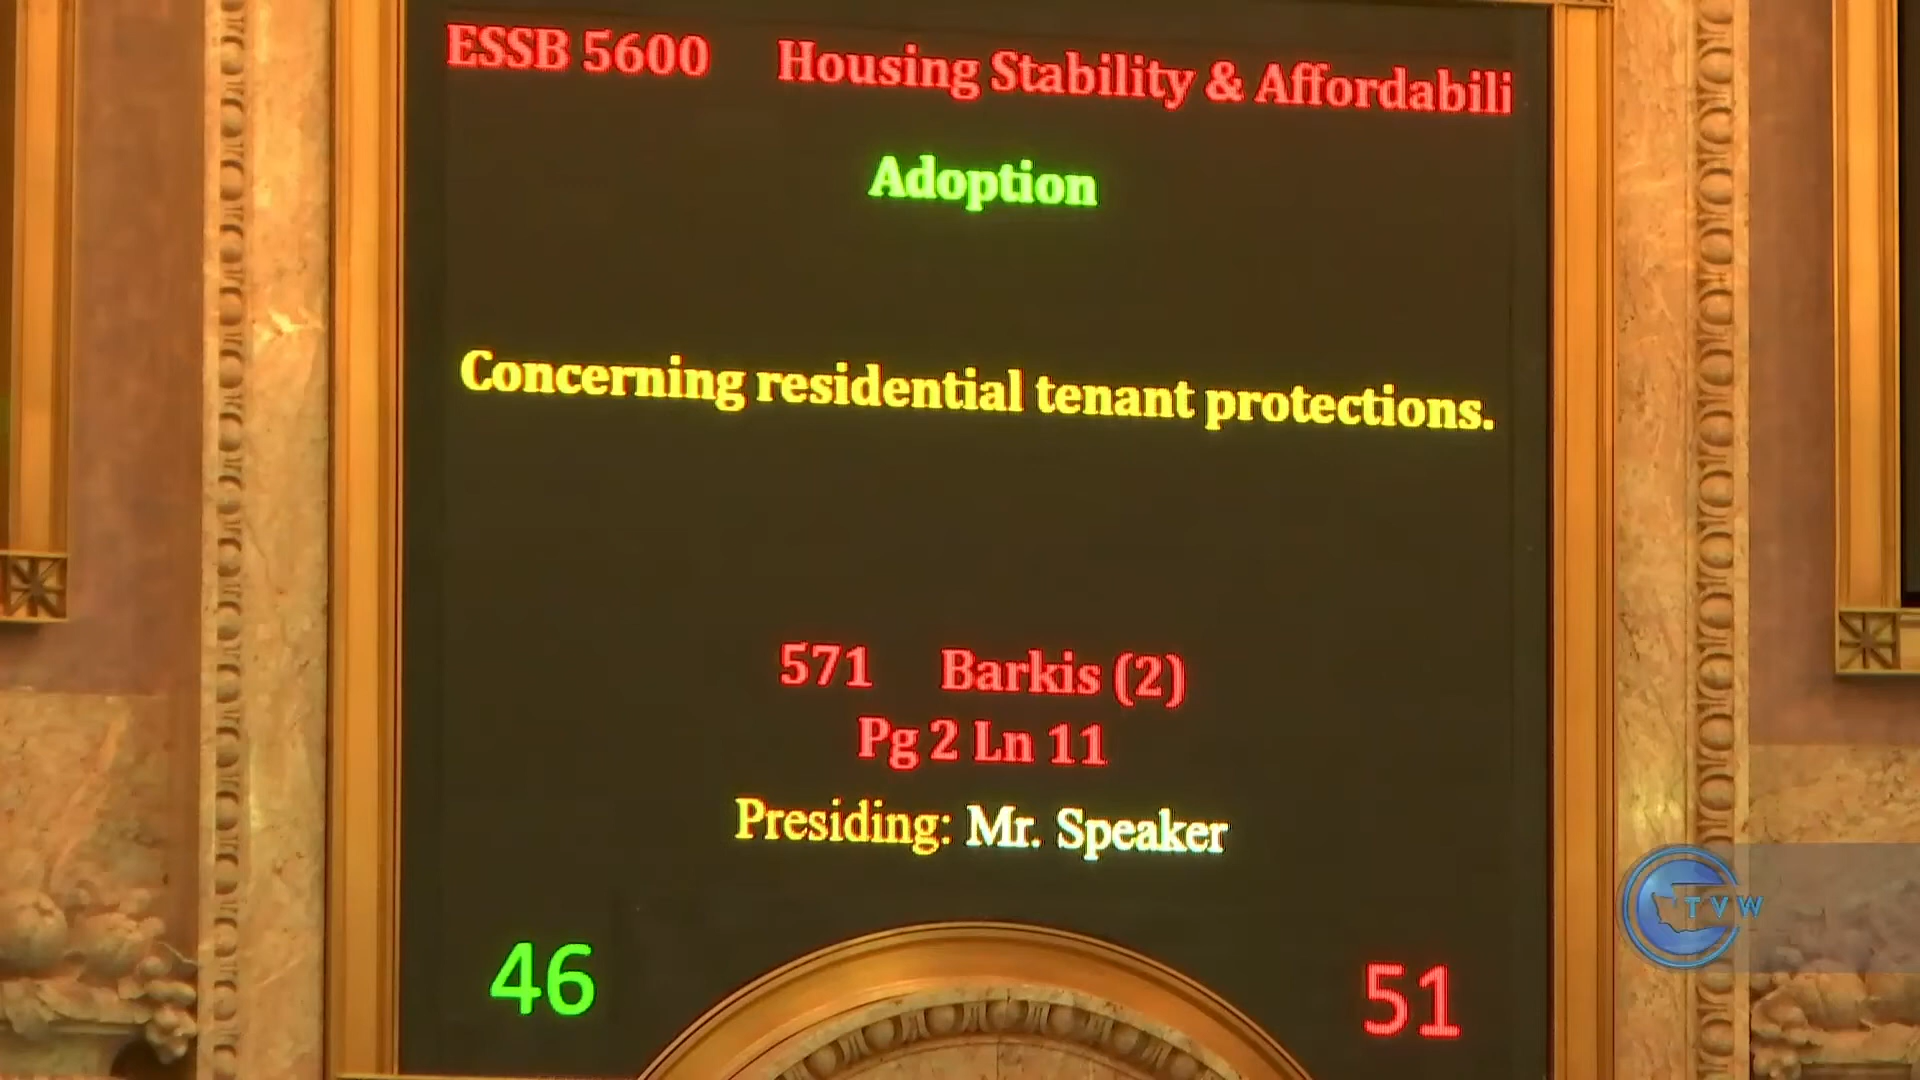 ESSB 5600 Housing Stability & Affordabili
Adoption
Concerning residential tenant protections.
571 Barkis (2)
Pg 2 Ln 11
Presiding: Mr. Speaker
46
51
TVW